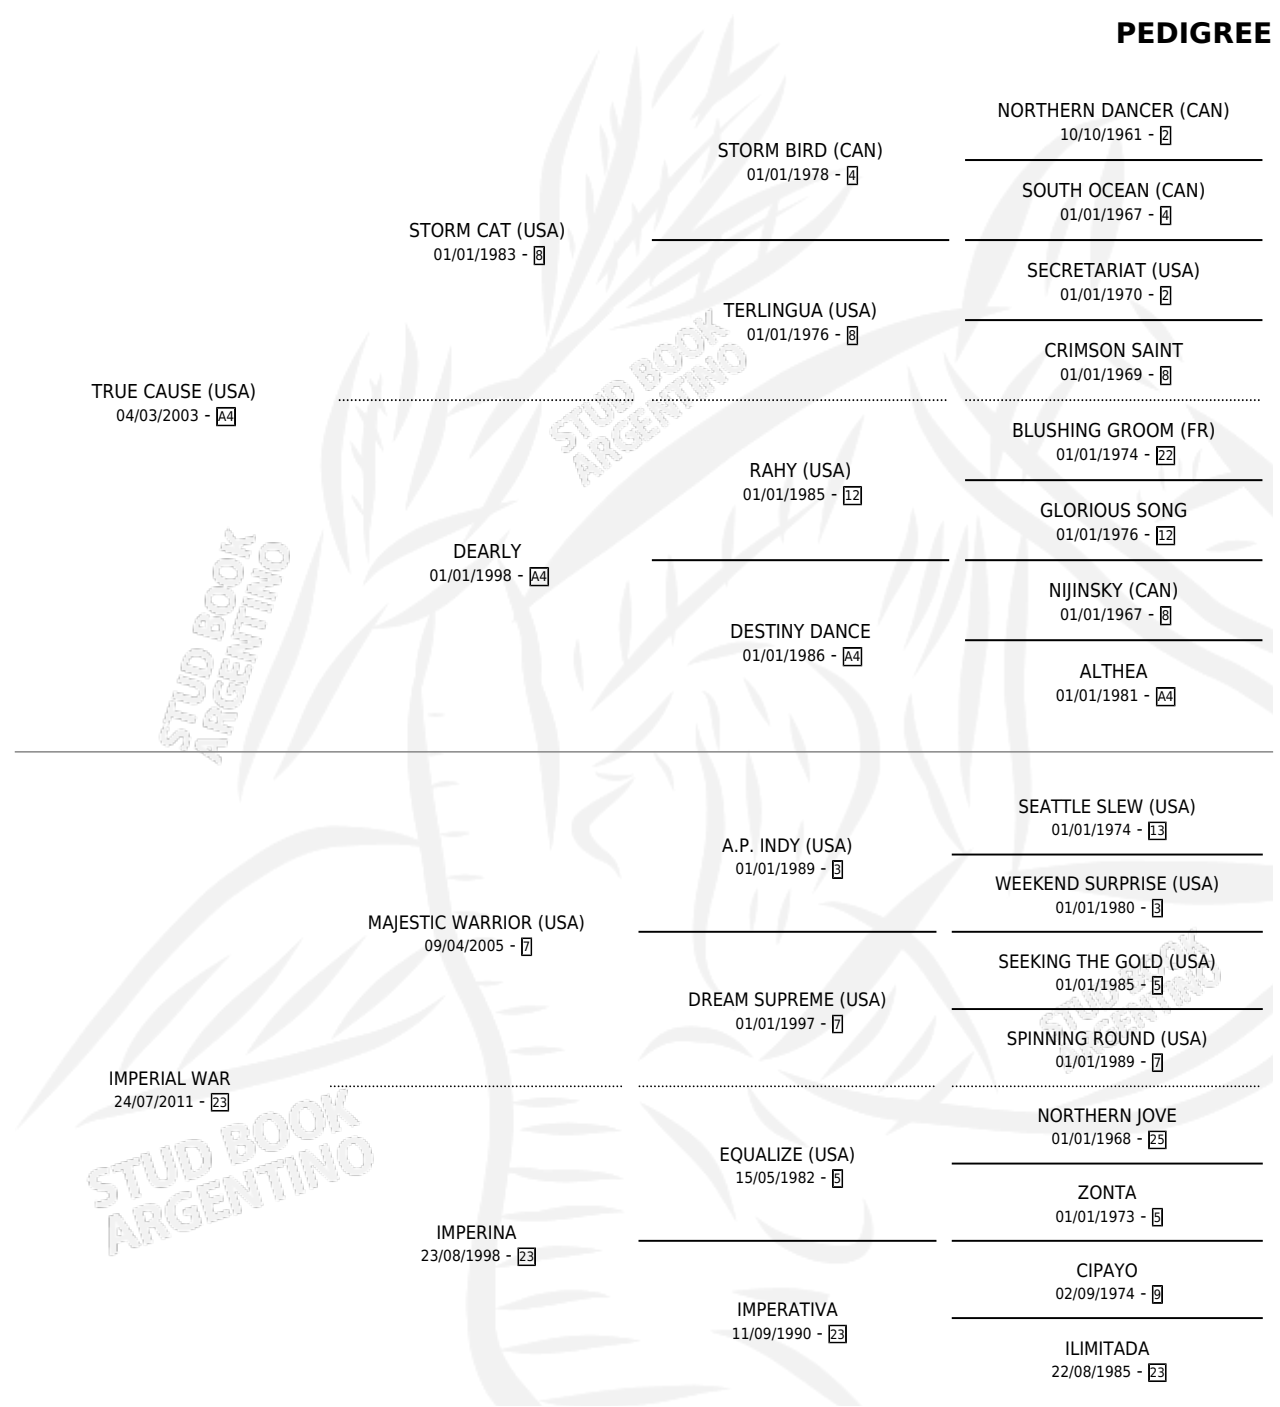 PEDIGREE
NORTHERN DANCER (CAN)
10/10/1961 - 2
STORM BIRD (CAN)
01/01/1978 - 4
SOUTH OCEAN (CAN)
01/01/1967 - 4
STORM CAT (USA)
01/01/1983 - 8
SECRETARIAT (USA)
01/01/1970 - 2
TERLINGUA (USA)
01/01/1976 - 8
CRIMSON SAINT
01/01/1969 - 8
TRUE CAUSE (USA)
04/03/2003 - A4
BLUSHING GROOM (FR)
01/01/1974 - 22
RAHY (USA)
01/01/1985 - 12
GLORIOUS SONG
01/01/1976 - 12
DEARLY
01/01/1998 - A4
NIJINSKY (CAN)
01/01/1967 - 8
DESTINY DANCE
01/01/1986 - A4
ALTHEA
01/01/1981 - A4
SEATTLE SLEW (USA)
01/01/1974 - 13
A.P. INDY (USA)
01/01/1989 - 3
WEEKEND SURPRISE (USA)
01/01/1980 - 3
MAJESTIC WARRIOR (USA)
09/04/2005 - 7
SEEKING THE GOLD (USA)
01/01/1985 - 5
DREAM SUPREME (USA)
01/01/1997 - 7
SPINNING ROUND (USA)
01/01/1989 - 7
IMPERIAL WAR
24/07/2011 - 23
NORTHERN JOVE
01/01/1968 - 25
EQUALIZE (USA)
15/05/1982 - 5
ZONTA
01/01/1973 - 5
IMPERINA
23/08/1998 - 23
CIPAYO
02/09/1974 - 9
IMPERATIVA
11/09/1990 - 23
ILIMITADA
22/08/1985 - 23
STUD BOOK
ARGENTINO
STUD BOOK
ARGENTINO
STUD BOOK
ARGENTINO
STUD BOOK
ARGENTINO